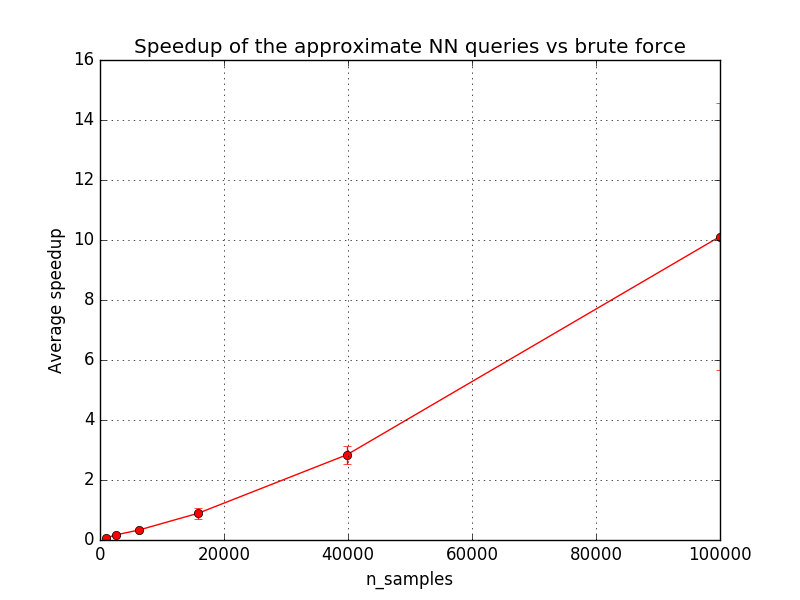 Speedup of the approximate NN queries vs brute force
16
14
12
10
8
6
4
2
0
Average speedup
0 20000 40000 60000 80000 100000
n_samples